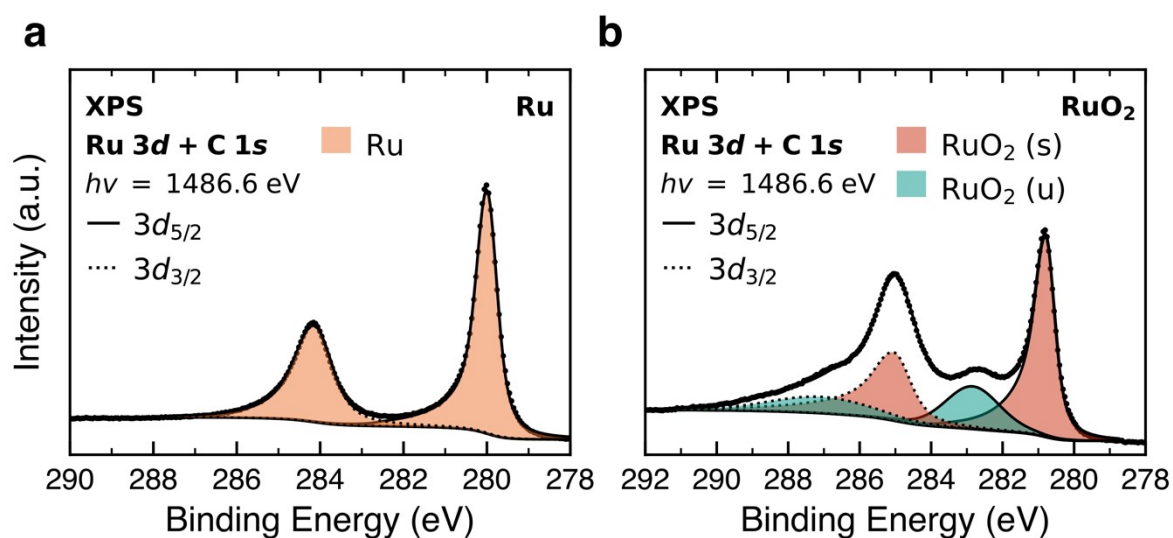 a
XPS
Ru
Ru 3d + C 1s
Ru
hν = 1486.6 eV
3d5/2
3d3/2
Intensity (a.u.)
290 288 286 284 282 280 278
Binding Energy (eV)
b
XPS
RuO₂
Ru 3d + C 1s
RuO₂ (s)
hν = 1486.6 eV
RuO₂ (u)
3d5/2
3d3/2
292 290 288 286 284 282 280 278
Binding Energy (eV)